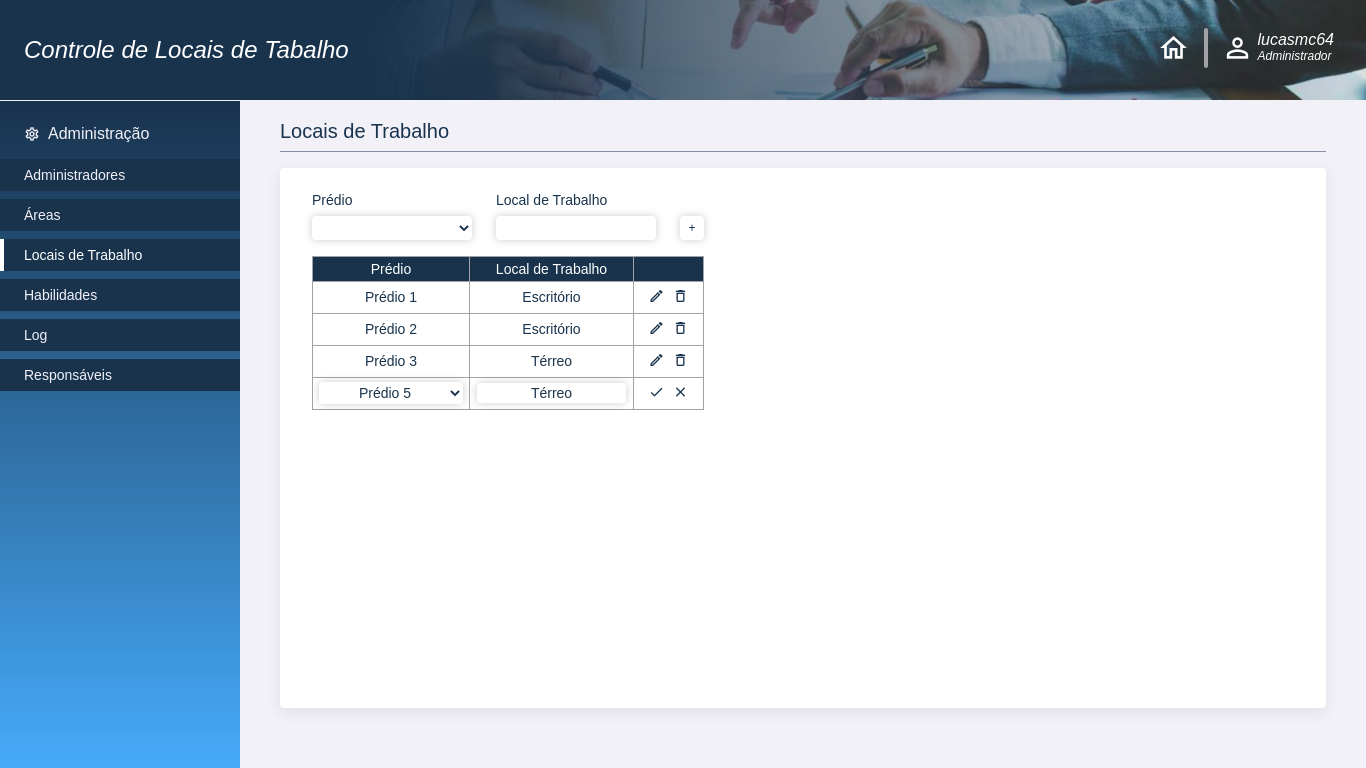 Controle de Locais de Tabalho
lucasmc64
Administrador
Administração
Administradores
Áreas
Locais de Trabalho
Habilidades
Log
Responsáveis
Locais de Trabalho
Prédio Local de Trabalho
+
Prédio Local de Trabalho
Prédio 1 Escritório
Prédio 2 Escritório
Prédio 3 Térreo
Prédio 5 Térreo